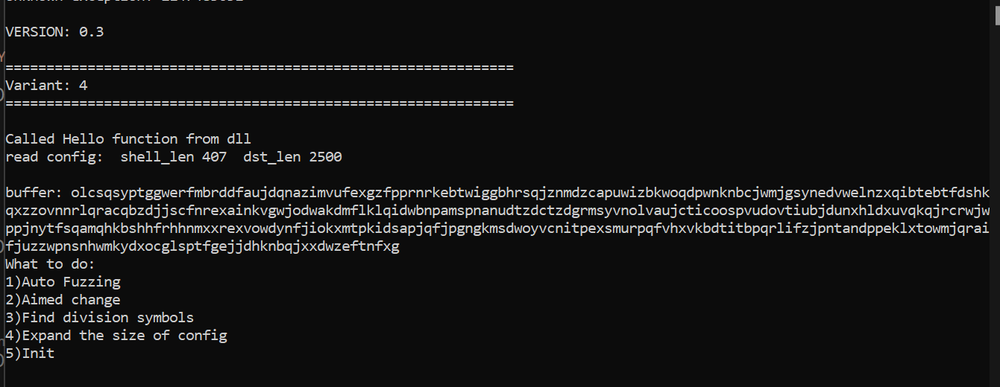 VERSION: 0.3
==============================================================
Variant: 4
==============================================================
Called Hello function from dll
read config:  shell_len 407  dst_len 2500
buffer: olcsqsyptggwerfmbrddfaujdqnazimvufexgzfpprnrkebtwiggbhrsqjznmdzcapuwizbkwoqdpwnknbcjwmjgsynedvwelnzxqibtebtfdshk
qxzzovnnrlqracqbzdjjscfnrexainkvgwjodwakdmflklqidwbnpamspnanudtzdctzdgrmsyvnolvaujcticoospvudovtiubjdunxhldxuvqkqjrcrwjw
ppjnytfsqamqhkbshhfrhhnmxxrexvowdynfjiokxmtpkidsapjqfjpgngkmsdwoyvcnitpexsmurpqfvhxvkbdtitbpqrlifzjpntandppeklxtowmjqrai
fjuzzwpnsnhwmkydxocglsptfgejjdhknbqjxxdwzeftnfxg
What to do:
1)Auto Fuzzing
2)Aimed change
3)Find division symbols
4)Expand the size of config
5)Init